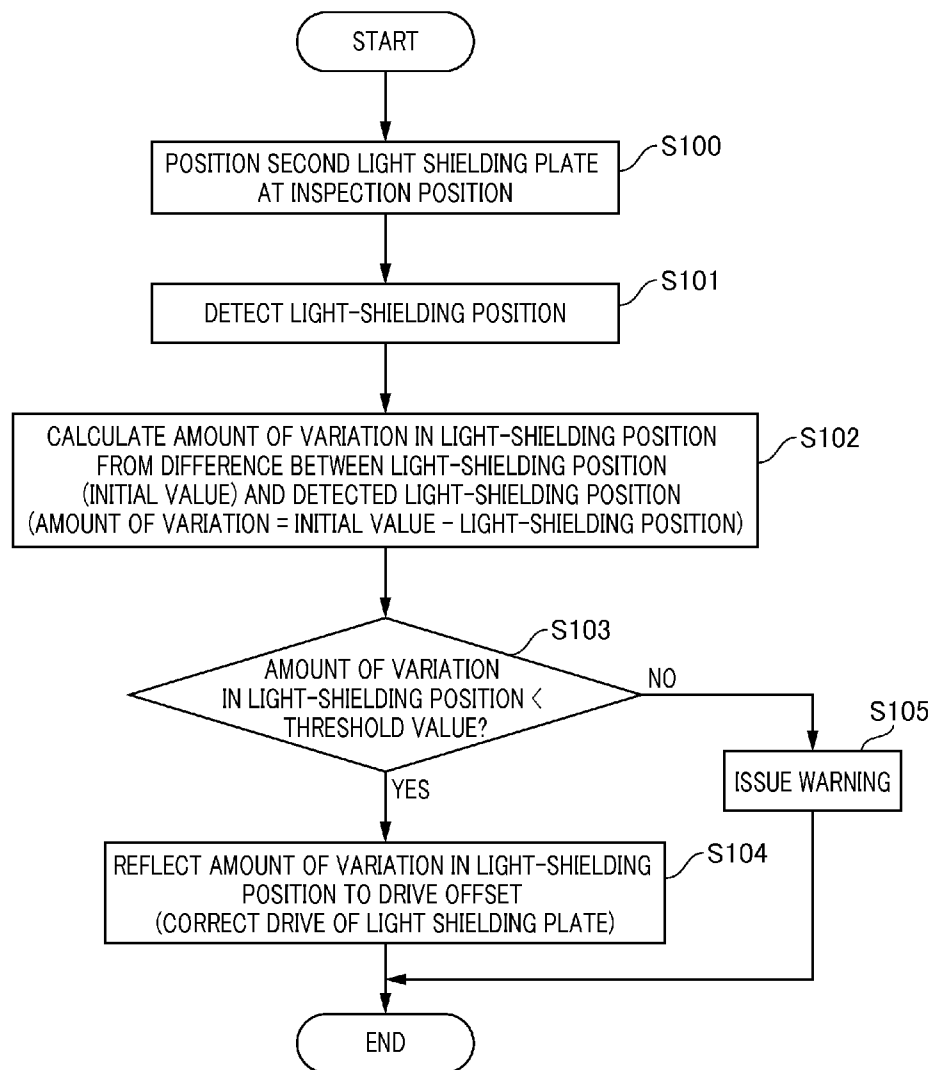 START
S100
POSITION SECOND LIGHT SHIELDING PLATE
AT INSPECTION POSITION
S101
DETECT LIGHT-SHIELDING POSITION
S102
CALCULATE AMOUNT OF VARIATION IN LIGHT-SHIELDING POSITION
FROM DIFFERENCE BETWEEN LIGHT-SHIELDING POSITION
(INITIAL VALUE) AND DETECTED LIGHT-SHIELDING POSITION
(AMOUNT OF VARIATION = INITIAL VALUE - LIGHT-SHIELDING POSITION)
S103
AMOUNT OF VARIATION
IN LIGHT-SHIELDING POSITION <
THRESHOLD VALUE?
NO
YES
S105
ISSUE WARNING
S104
REFLECT AMOUNT OF VARIATION IN LIGHT-SHIELDING
POSITION TO DRIVE OFFSET
(CORRECT DRIVE OF LIGHT SHIELDING PLATE)
END